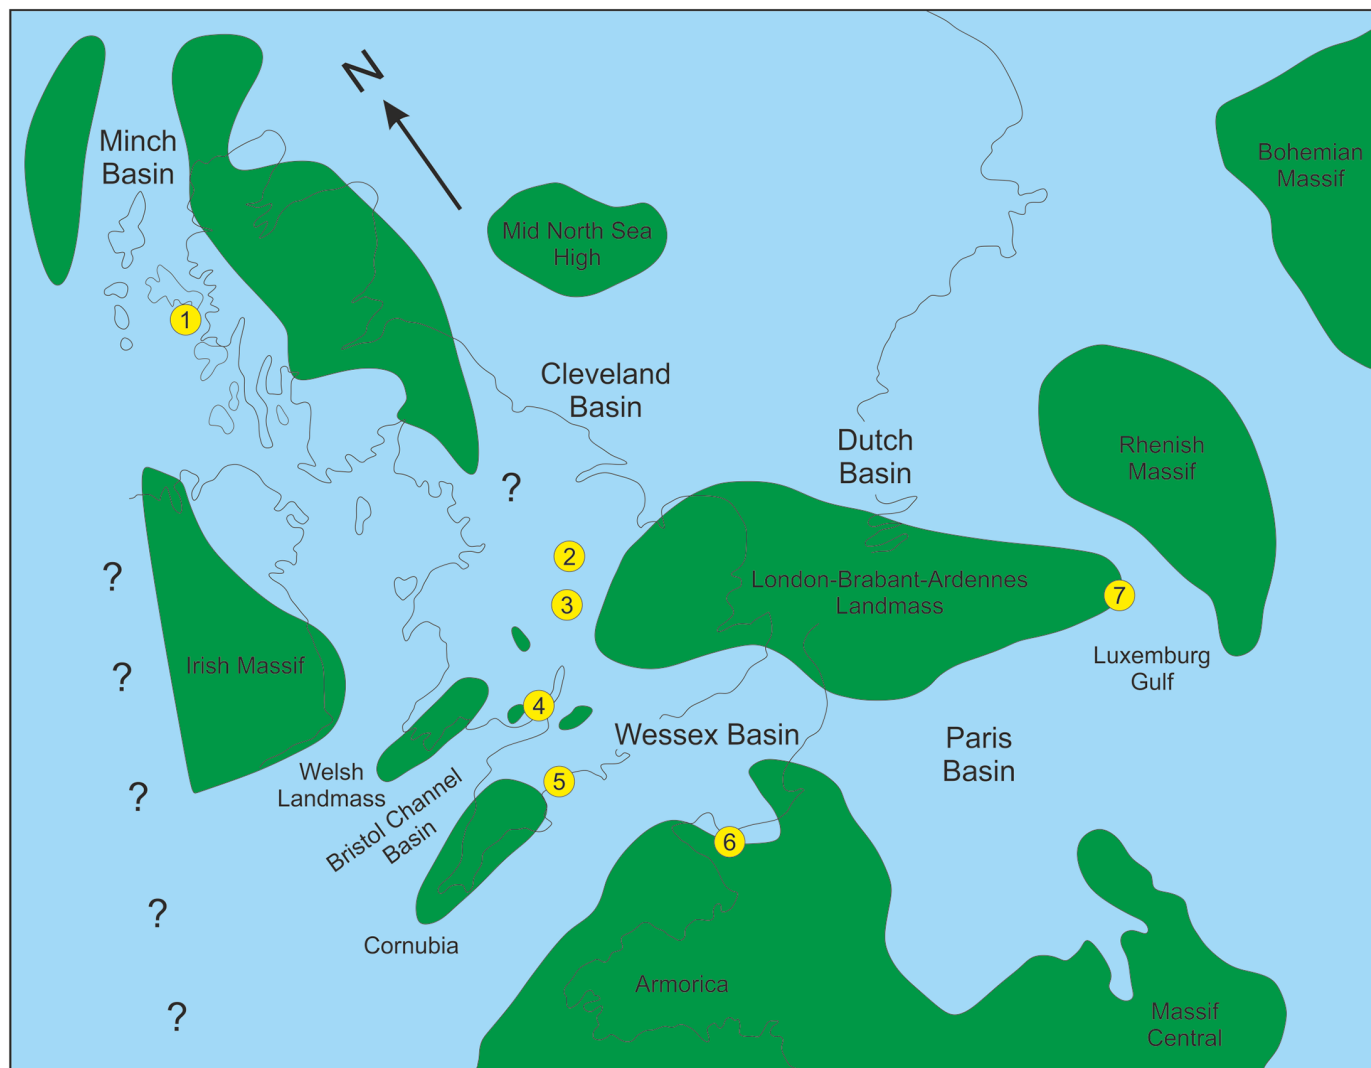 N
Minch
Basin
Bohemian
Massif
Mid North Sea
High
1
Cleveland
Basin
Dutch
Basin
Rhenish
Massif
?
2
?
London-Brabant-Ardennes
Landmass
3
7
Irish Massif
?
Luxemburg
Gulf
4
Wessex Basin
Paris
Basin
Welsh
Landmass
5
?
Bristol Channel
Basin
6
?
Cornubia
Armorica
?
Massif
Central